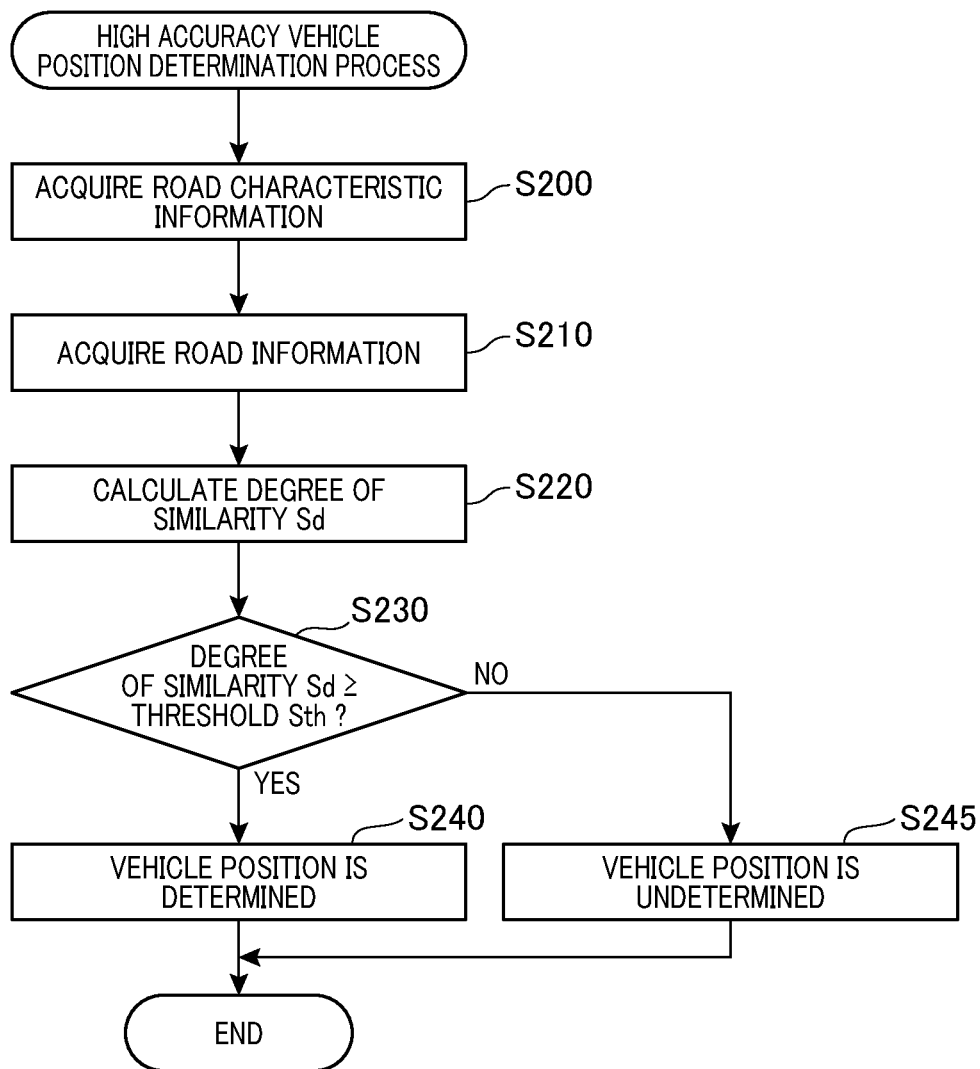 HIGH ACCURACY VEHICLE
POSITION DETERMINATION PROCESS
ACQUIRE ROAD CHARACTERISTIC
INFORMATION
S200
ACQUIRE ROAD INFORMATION
S210
CALCULATE DEGREE OF
SIMILARITY Sd
S220
S230
DEGREE
OF SIMILARITY Sd ≥
THRESHOLD Sth ?
NO
YES
S240
VEHICLE POSITION IS
DETERMINED
S245
VEHICLE POSITION IS
UNDETERMINED
END